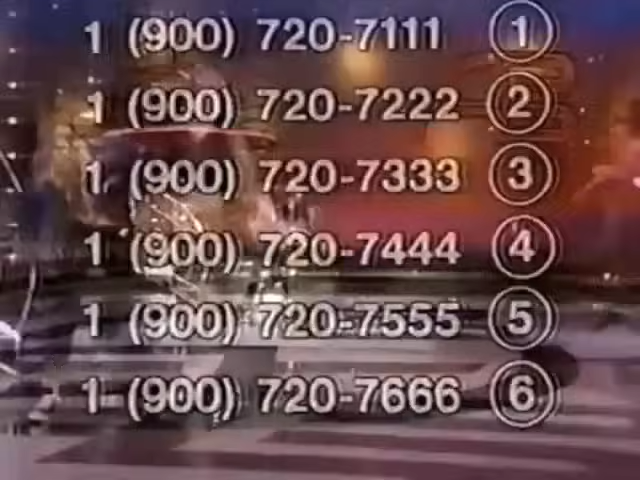 1 (900) 720-7111 1
1 (900) 720-7222 2
1 (900) 720-7333 3
1 (900) 720-7444 4
1 (900) 720-7555 5
1 (900) 720-7666 6